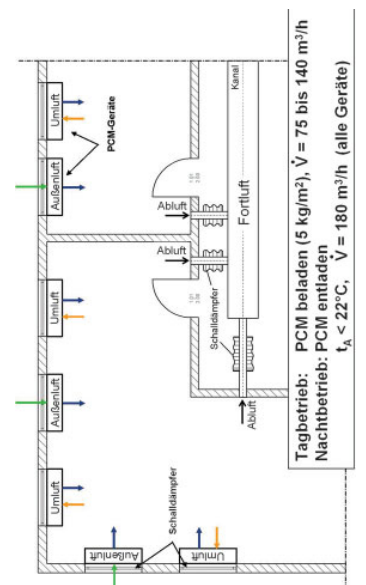 Umluft
Außenluft
Umluft
Außenluft
Umluft
Außenluft
Umluft
PCM-Geräte
Abluft
Abluft
Abluft
Schalldämpfer
Schalldämpfer
Fortluft
Kanal
Tagbetrieb: PCM beladen (5 kg/m²), V̇ = 75 bis 140 m³/h
Nachtbetrieb: PCM entladen
t_A < 22°C, V̇ = 180 m³/h (alle Geräte)